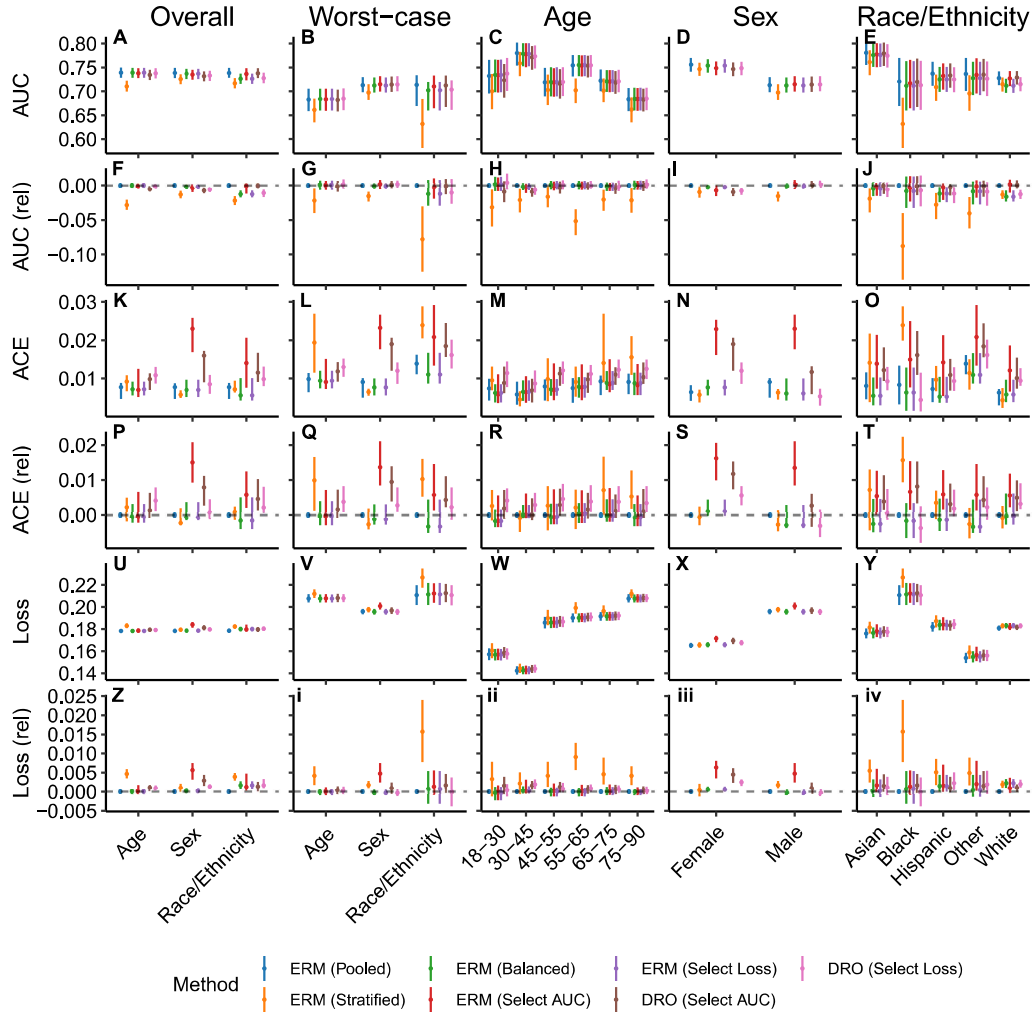 Overall Worst−case Age Sex Race/Ethnicity
A B C D E
AUC
0.80
0.75
0.70
0.65
0.60
F G H I J
AUC (rel)
0.00
−0.05
−0.10
K L M N O
ACE
0.03
0.02
0.01
P Q R S T
ACE (rel)
0.02
0.01
0.00
U V W X Y
Loss
0.22
0.20
0.18
0.16
0.14
Z i ii iii iv
Loss (rel)
0.025
0.020
0.015
0.010
0.005
0.000
−0.005
Age Sex Race/Ethnicity Age Sex Race/Ethnicity 18−30 30−45 45−55 55−65 65−75 75−90 Female Male Asian Black Hispanic Other White
Method
ERM (Pooled) ERM (Balanced) ERM (Select Loss) DRO (Select Loss)
ERM (Stratified) ERM (Select AUC) DRO (Select AUC)